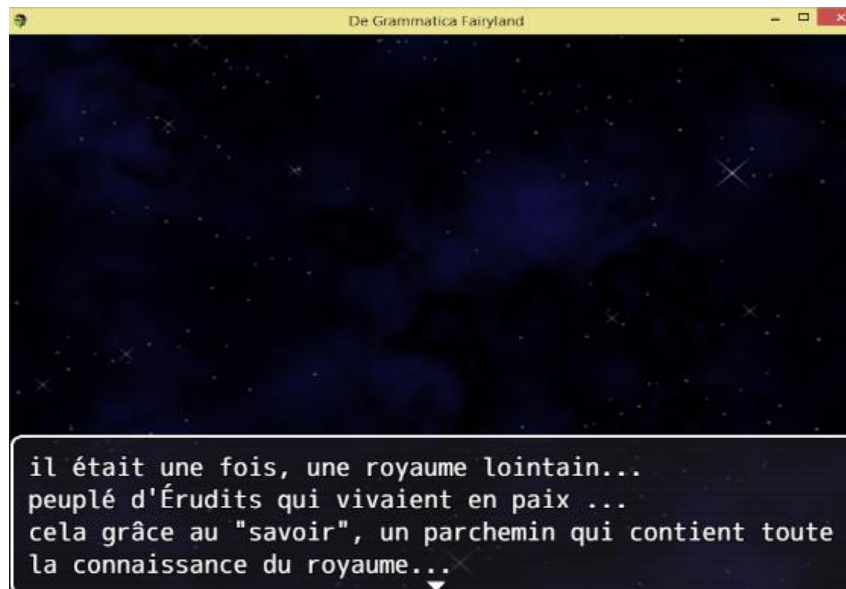 De Grammatica Fairyland
il était une fois, une royaume lointain...
peuplé d'Érudits qui vivaient en paix ...
cela grâce au "savoir", un parchemin qui contient toute
la connaissance du royaume...